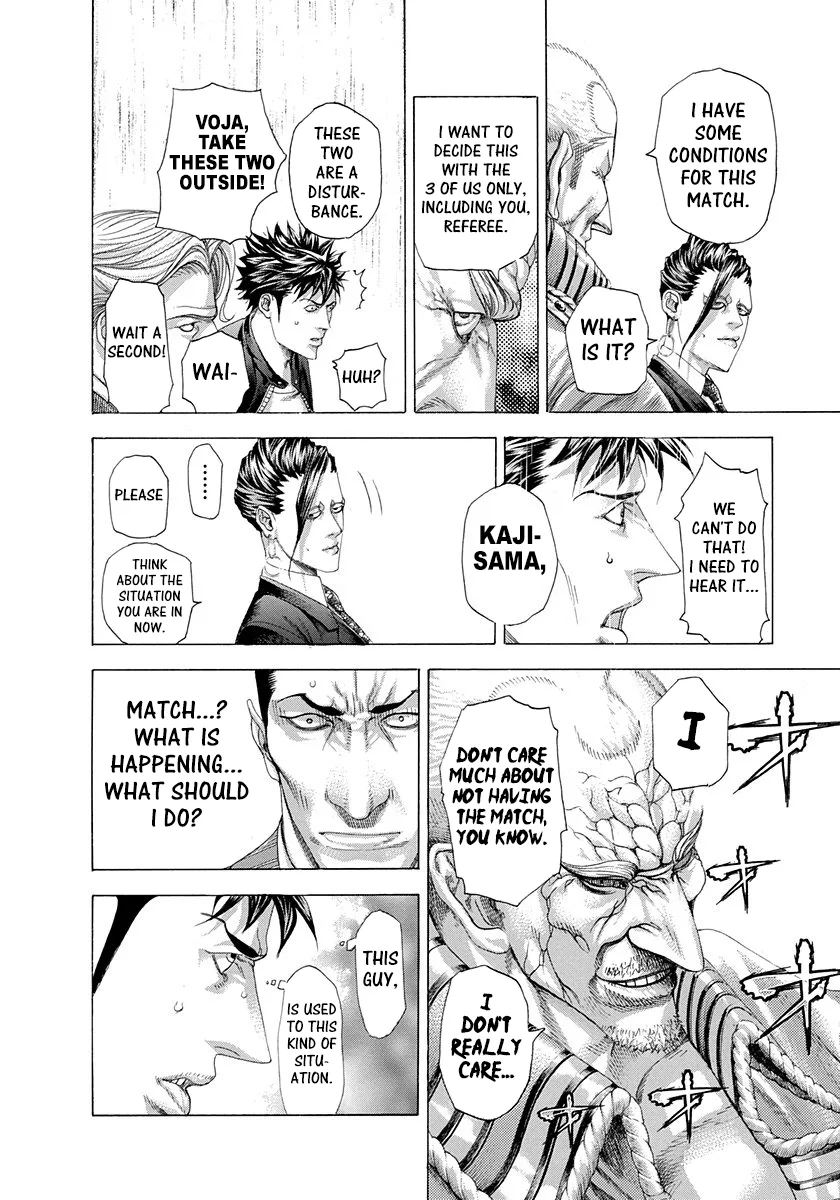 I HAVE
SOME
CONDITIONS
FOR THIS
MATCH.
WHAT
IS IT?
I WANT TO
DECIDE THIS
WITH THE
3 OF US ONLY,
INCLUDING YOU,
REFEREE.
THESE
TWO
ARE A
DISTUR-
BANCE.
VOJA,
TAKE
THESE TWO
OUTSIDE!
HUH?
WAI-
WAIT A
SECOND!
WE
CAN'T DO
THAT!
I NEED TO
HEAR IT...
KAJI-
SAMA,
....
PLEASE
THINK
ABOUT THE
SITUATION
YOU ARE IN
NOW.
I
DON'T CARE
MUCH ABOUT
NOT HAVING
THE MATCH,
YOU KNOW.
I
DON'T
REALLY
CARE...
MATCH...?
WHAT IS
HAPPENING...
WHAT SHOULD
I DO?
THIS
GUY,
IS USED
TO THIS
KIND OF
SITU-
ATION.